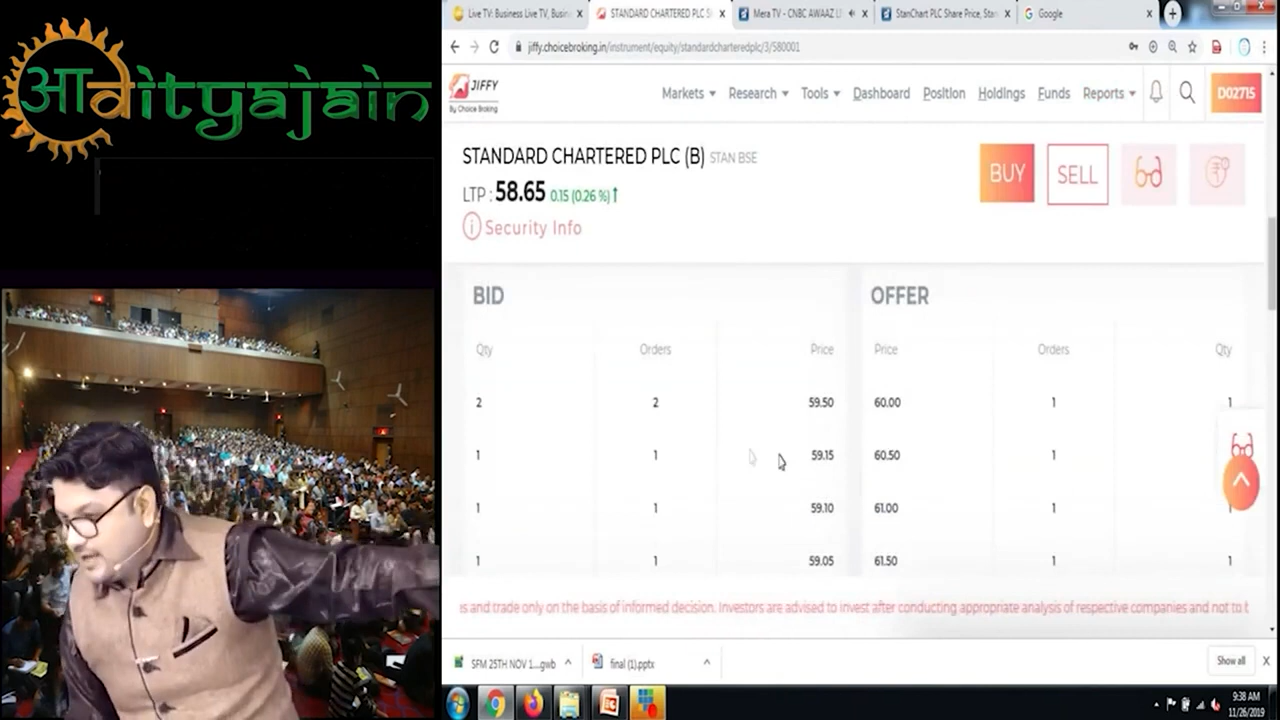 आdityajain
Live TV: Business Live TV, Busin
STANDARD CHARTERED PLC S
Mera TV - CNBC AWAAZ L
StanChart PLC Share Price, Stan
Google
jiffy.choicebroking.in/instrument/equity/standardcharteredplc/3/580001
JIFFY
By Choice Broking
Markets
Research
Tools
Dashboard
Position
Holdings
Funds
Reports
D02715
STANDARD CHARTERED PLC (B) STAN BSE
BUY
SELL
LTP : 58.65 0.15 (0.26 %)
Security Info
BID
OFFER
Qty Orders Price Price Orders Qty
2 2 59.50 60.00 1 1
1 1 59.15 60.50 1
1 1 59.10 61.00 1 1
1 1 59.05 61.50 1 1
s and trade only on the basis of informed decision. Investors are advised to invest after conducting appropriate analysis of respective companies and not to b
SFM 25TH NOV 1....gwb
final (1).pptx
Show all
9:38 AM
11/26/2019